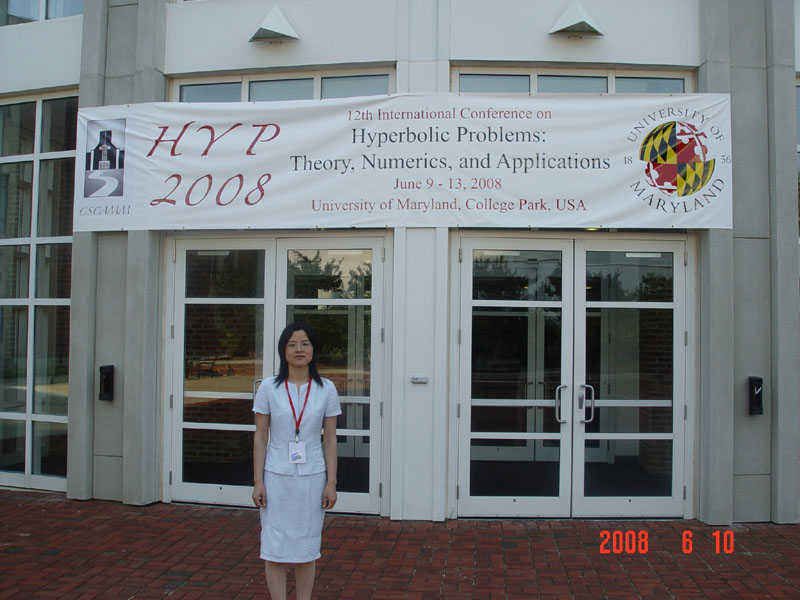 CSCAMM
HYP
2008
12th International Conference on
Hyperbolic Problems:
Theory, Numerics, and Applications
June 9 - 13, 2008
University of Maryland, College Park, USA
UNIVERSITY OF
18 56
MARYLAND
2008 6 10